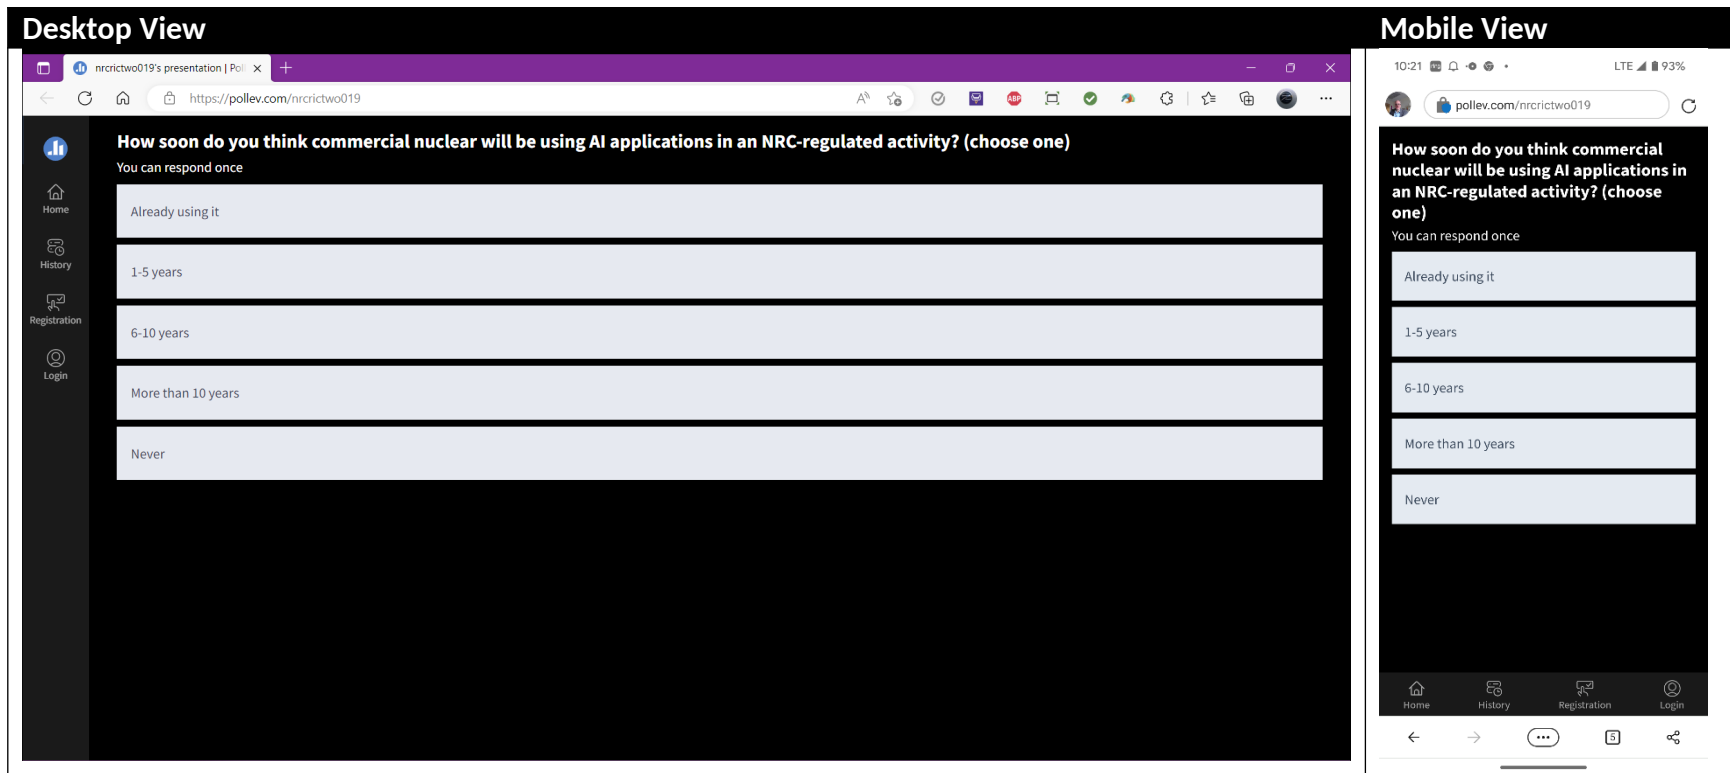 Desktop View
nrcrictwo019's presentation | Pol
https://pollev.com/nrcrictwo019
ABP
How soon do you think commercial nuclear will be using AI applications in an NRC-regulated activity? (choose one)
You can respond once
Already using it
1-5 years
6-10 years
More than 10 years
Never
Home
History
Registration
Login
Mobile View
10:21
LTE
93%
pollev.com/nrcrictwo019
How soon do you think commercial
nuclear will be using AI applications in
an NRC-regulated activity? (choose
one)
You can respond once
Already using it
1-5 years
6-10 years
More than 10 years
Never
Home
History
Registration
Login
5